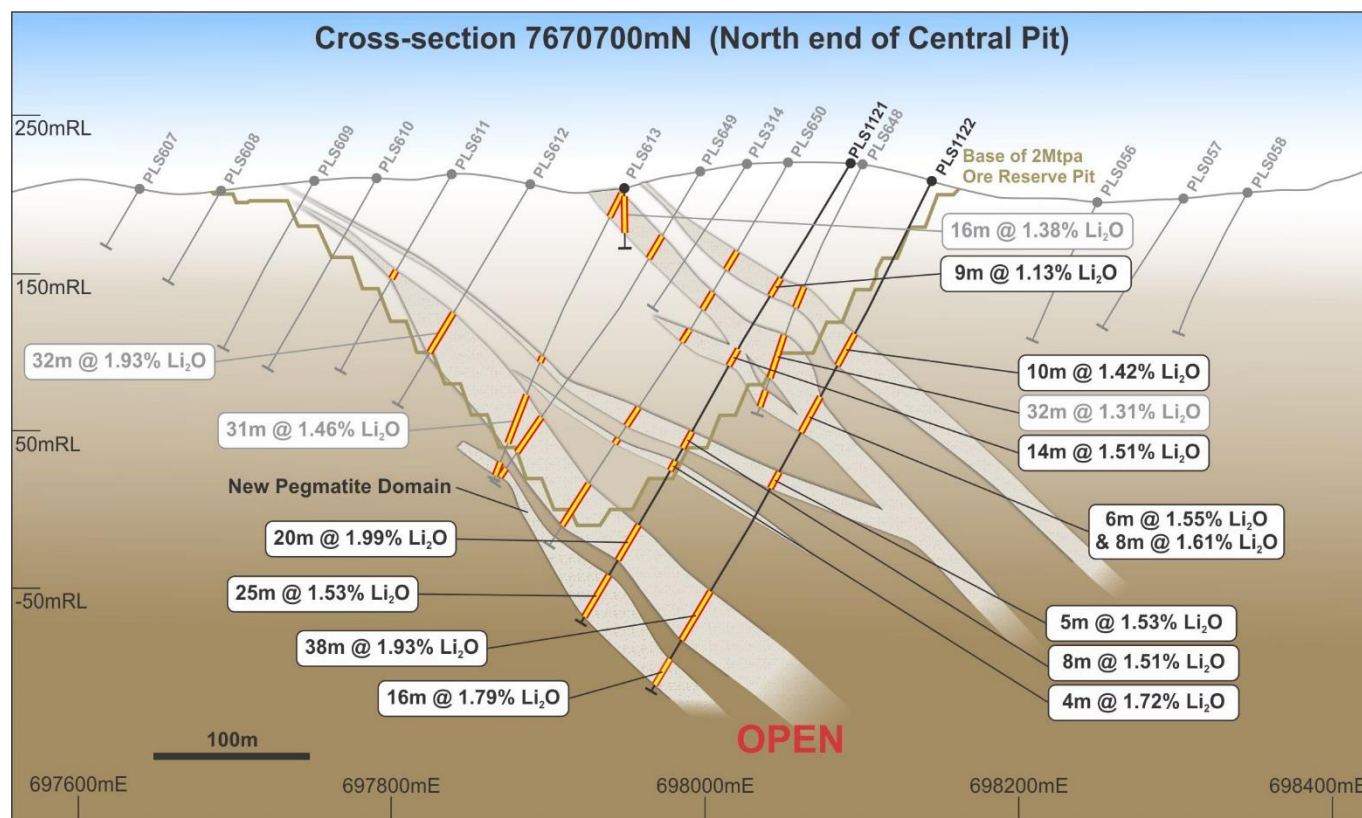 Cross-section 7670700mN (North end of Central Pit)
250mRL
150mRL
50mRL
-50mRL
PLS607
PLS608
PLS609
PLS610
PLS611
PLS612
PLS613
PLS649
PLS314
PLS650
PLS1121
PLS648
PLS1122
PLS056
PLS057
PLS058
Base of 2Mtpa
Ore Reserve Pit
16m @ 1.38% Li₂O
9m @ 1.13% Li₂O
32m @ 1.93% Li₂O
10m @ 1.42% Li₂O
32m @ 1.31% Li₂O
14m @ 1.51% Li₂O
31m @ 1.46% Li₂O
New Pegmatite Domain
6m @ 1.55% Li₂O
& 8m @ 1.61% Li₂O
20m @ 1.99% Li₂O
25m @ 1.53% Li₂O
38m @ 1.93% Li₂O
16m @ 1.79% Li₂O
5m @ 1.53% Li₂O
8m @ 1.51% Li₂O
4m @ 1.72% Li₂O
OPEN
100m
697600mE
697800mE
698000mE
698200mE
698400mE